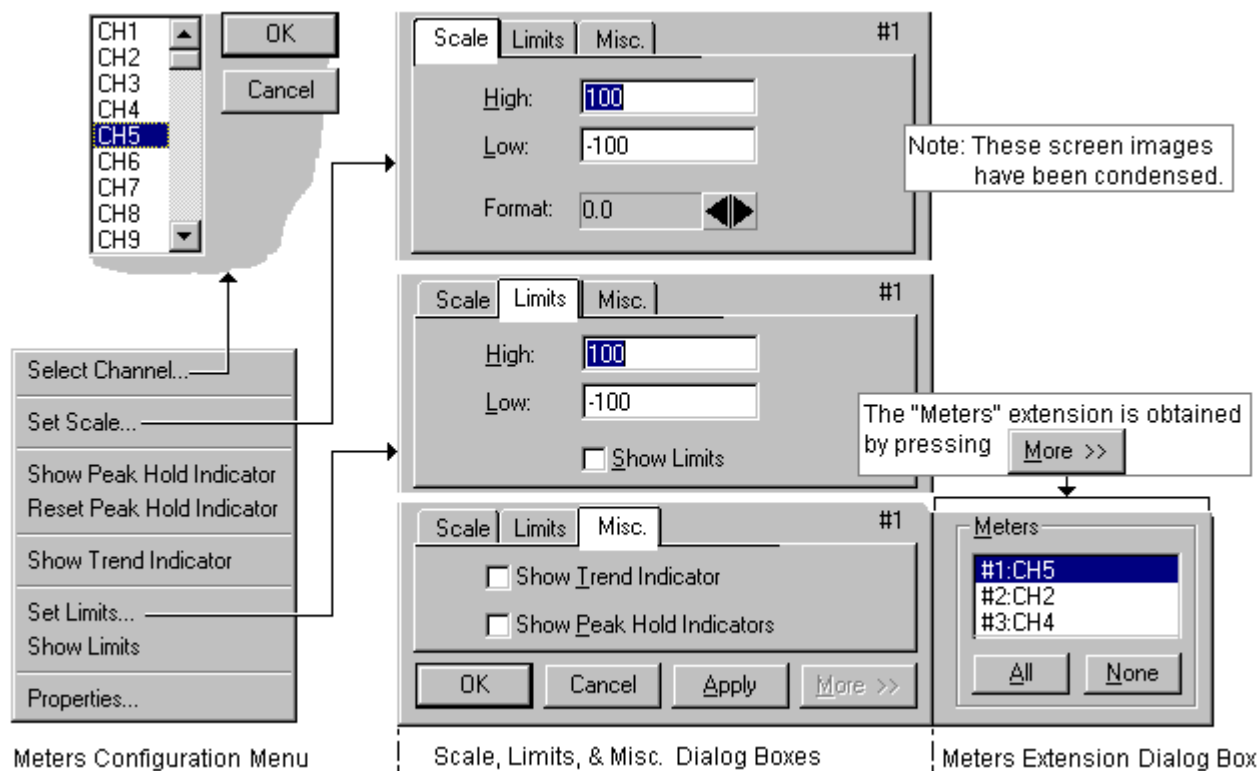 CH1
CH2
CH3
CH4
CH5
CH6
CH7
CH8
CH9
OK
Cancel
Scale Limits Misc. #1
High: 100
Low: -100
Format: 0.0
Note: These screen images
have been condensed.
Select Channel...
Set Scale...
Show Peak Hold Indicator
Reset Peak Hold Indicator
Show Trend Indicator
Set Limits...
Show Limits
Properties...
Scale Limits Misc. #1
High: 100
Low: -100
Show Limits
The "Meters" extension is obtained
by pressing More >>
Scale Limits Misc. #1
Show Trend Indicator
Show Peak Hold Indicators
OK Cancel Apply More >>
Meters
#1:CH5
#2:CH2
#3:CH4
All None
Meters Configuration Menu
Scale, Limits, & Misc. Dialog Boxes
Meters Extension Dialog Box